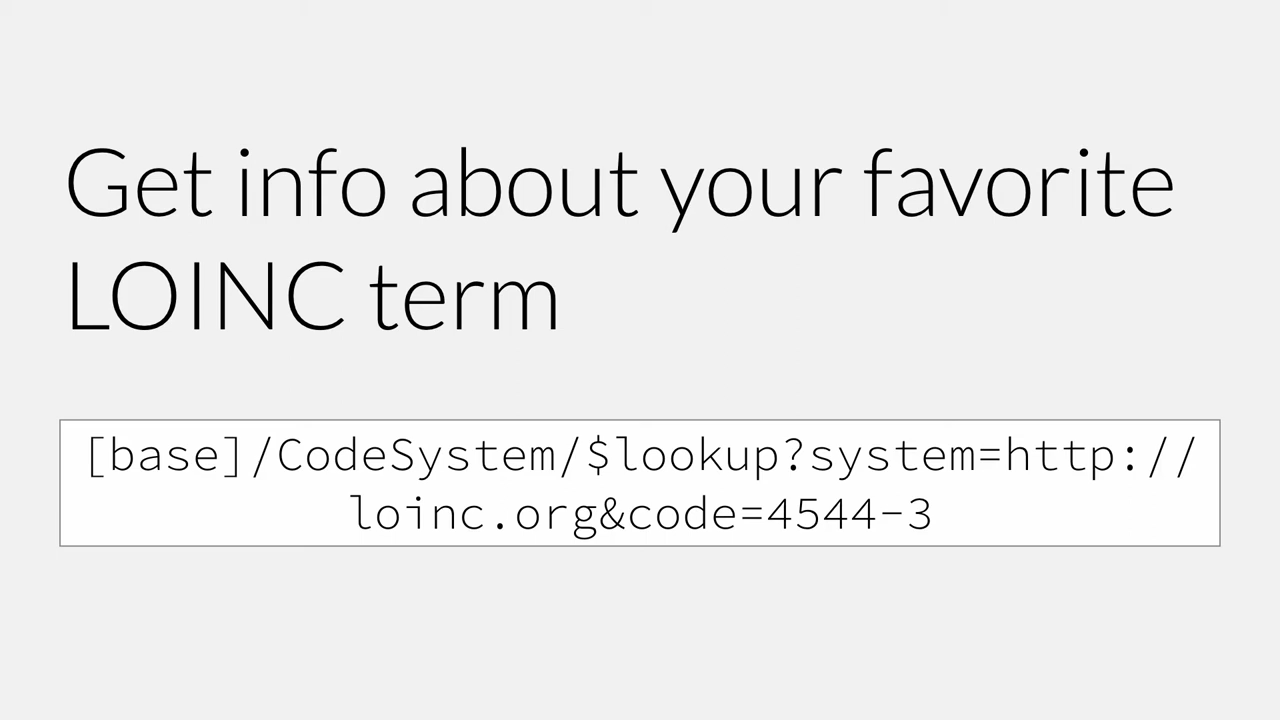 Get info about your favorite
LOINC term
[base]/CodeSystem/$lookup?system=http://
loinc.org&code=4544-3